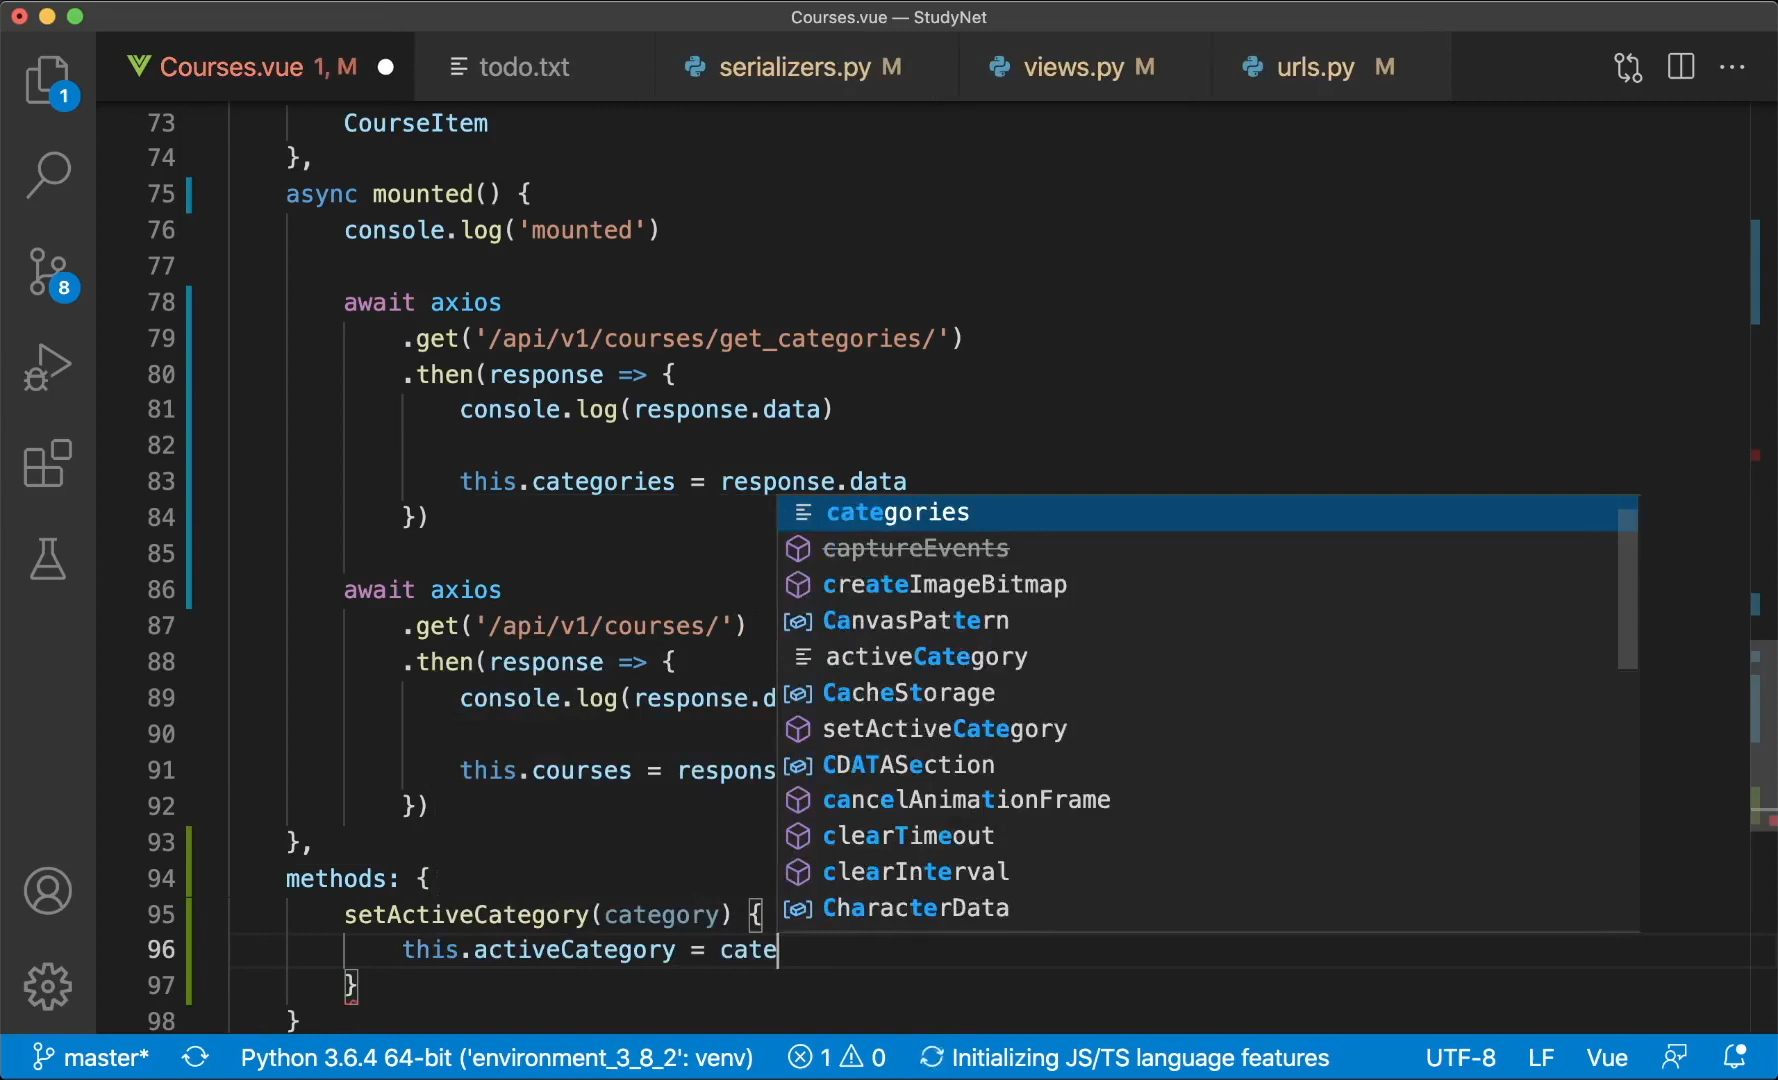 Courses.vue — StudyNet
Courses.vue 1, M
todo.txt
serializers.py M
views.py M
urls.py M
1
8
73 CourseItem
74 },
75 async mounted() {
76 console.log('mounted')
77
78 await axios
79 .get('/api/v1/courses/get_categories/')
80 .then(response => {
81 console.log(response.data)
82
83 this.categories = response.data
84 })
85
86 await axios
87 .get('/api/v1/courses/')
88 .then(response => {
89 console.log(response.d
90
91 this.courses = respons
92 })
93 },
94 methods: {
95 setActiveCategory(category) {
96 this.activeCategory = cate
97 }
98 }
categories
captureEvents
createImageBitmap
CanvasPattern
activeCategory
CacheStorage
setActiveCategory
CDATASection
cancelAnimationFrame
clearTimeout
clearInterval
CharacterData
master* Python 3.6.4 64-bit ('environment_3_8_2': venv) 1 0 Initializing JS/TS language features UTF-8 LF Vue